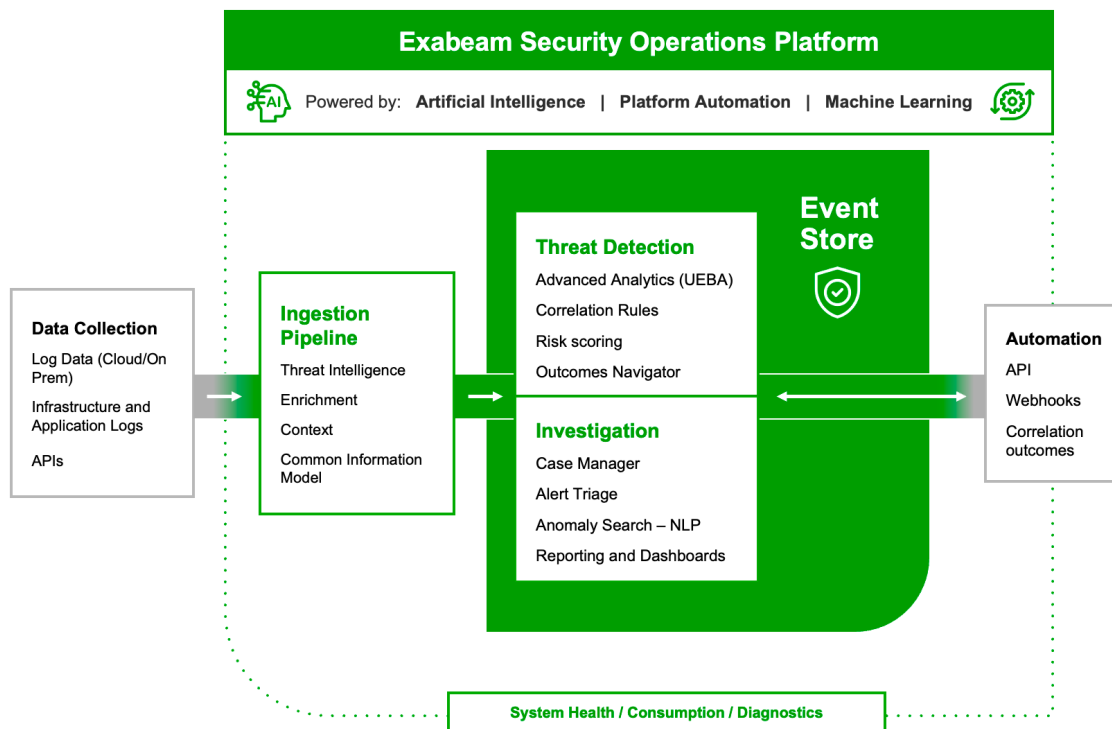 Exabeam Security Operations Platform
AI
Powered by: Artificial Intelligence | Platform Automation | Machine Learning
Data Collection
Log Data (Cloud/On
Prem)
Infrastructure and
Application Logs
APIs
Ingestion
Pipeline
Threat Intelligence
Enrichment
Context
Common Information
Model
Threat Detection
Advanced Analytics (UEBA)
Correlation Rules
Risk scoring
Outcomes Navigator
Investigation
Case Manager
Alert Triage
Anomaly Search – NLP
Reporting and Dashboards
Event
Store
Automation
API
Webhooks
Correlation
outcomes
System Health / Consumption / Diagnostics